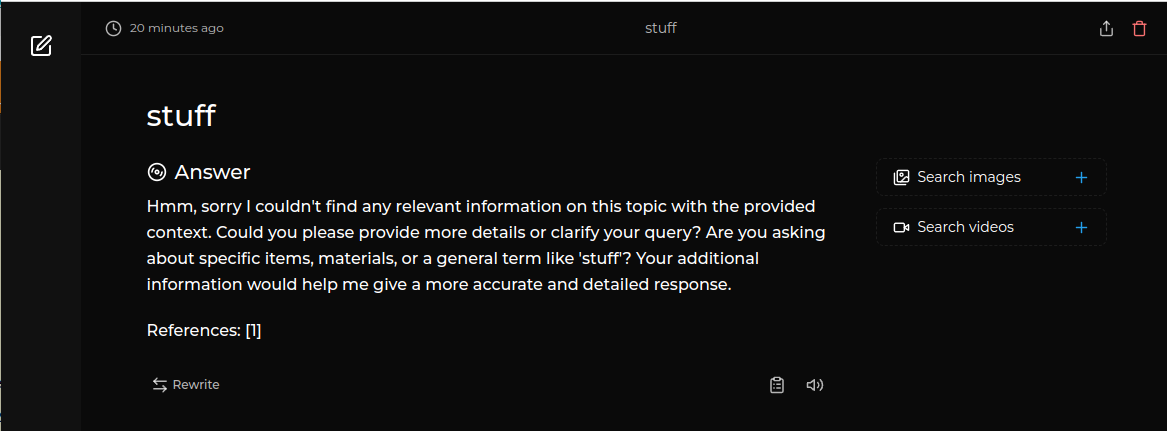 20 minutes ago
stuff
stuff
Answer
Hmm, sorry I couldn't find any relevant information on this topic with the provided
context. Could you please provide more details or clarify your query? Are you asking
about specific items, materials, or a general term like 'stuff'? Your additional
information would help me give a more accurate and detailed response.
References: [1]
Rewrite
Search images
Search videos